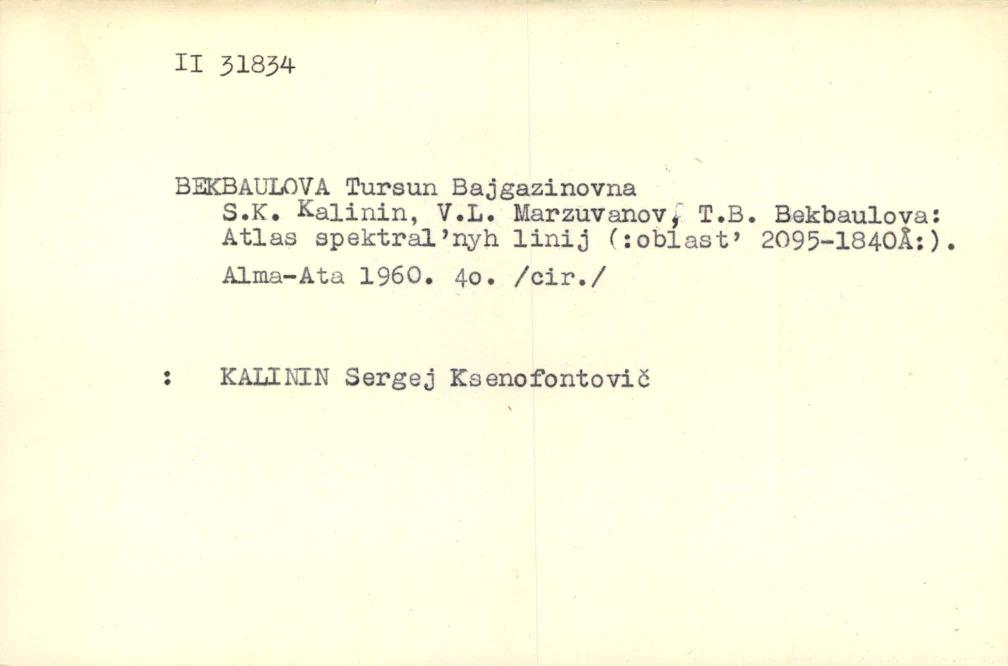 II 31834
BEKBAULOVA Tursun Bajgazinovna
S.K. Kalinin, V.L. Marzuvanov, T.B. Bekbaulova:
Atlas spektral'nyh linij (:oblast' 2095-1840Å:).
Alma-Ata 1960. 4o. /cir./
: KALININ Sergej Ksenofontovič